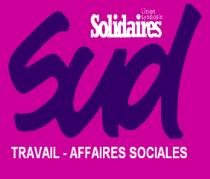 Union
syndicale
Solidaires
Sud
TRAVAIL - AFFAIRES SOCIALES